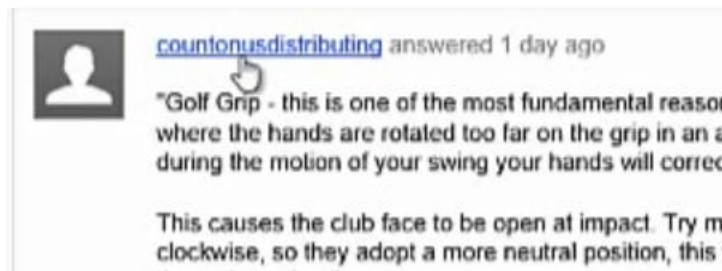 countonusdistributing answered 1 day ago
"Golf Grip - this is one of the most fundamental
where the hands are rotated too far on the grip in an
during the motion of your swing your hands will
This causes the club face to be open at impact. Try
clockwise, so they adopt a more neutral position, this